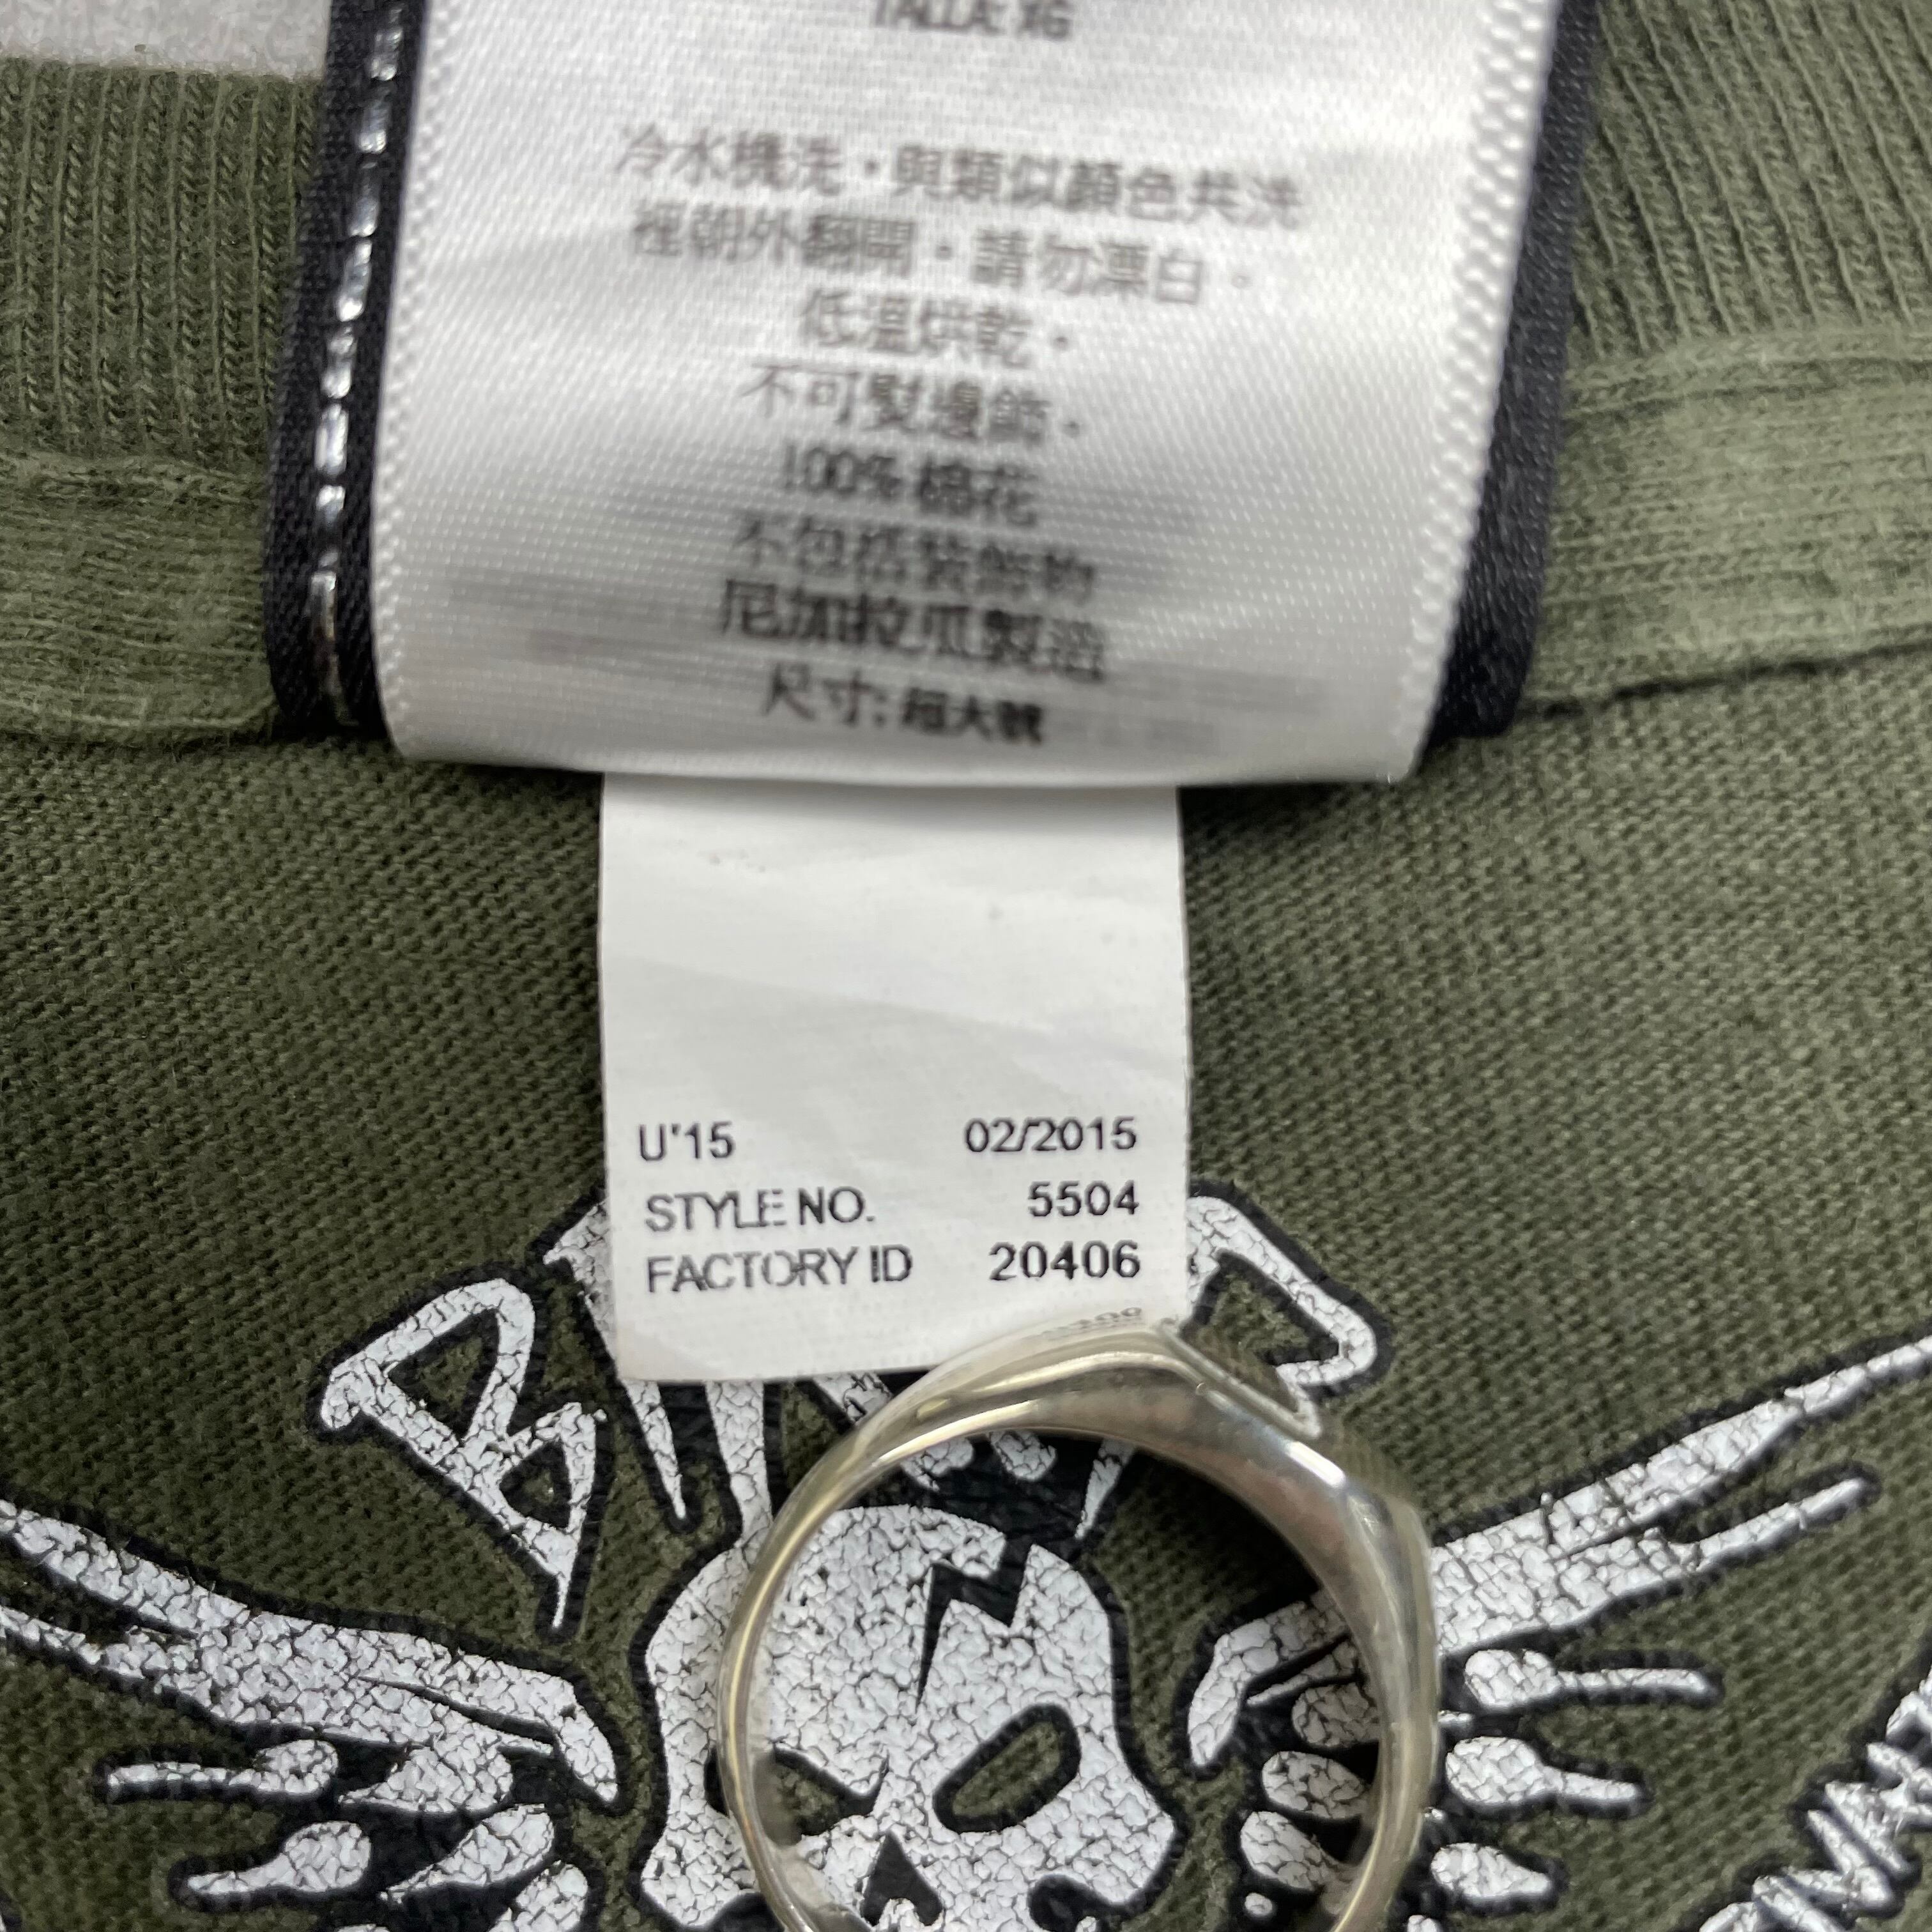 TALLA: XG
冷水機洗，與類似顏色共洗
裡朝外翻開，請勿漂白。
低溫烘乾，
不可熨邊飾，
100% 棉花
不包括裝飾物
尼加拉瓜製造
尺寸: 超大號
U'15 02/2015
STYLE NO. 5504
FACTORY ID 20406